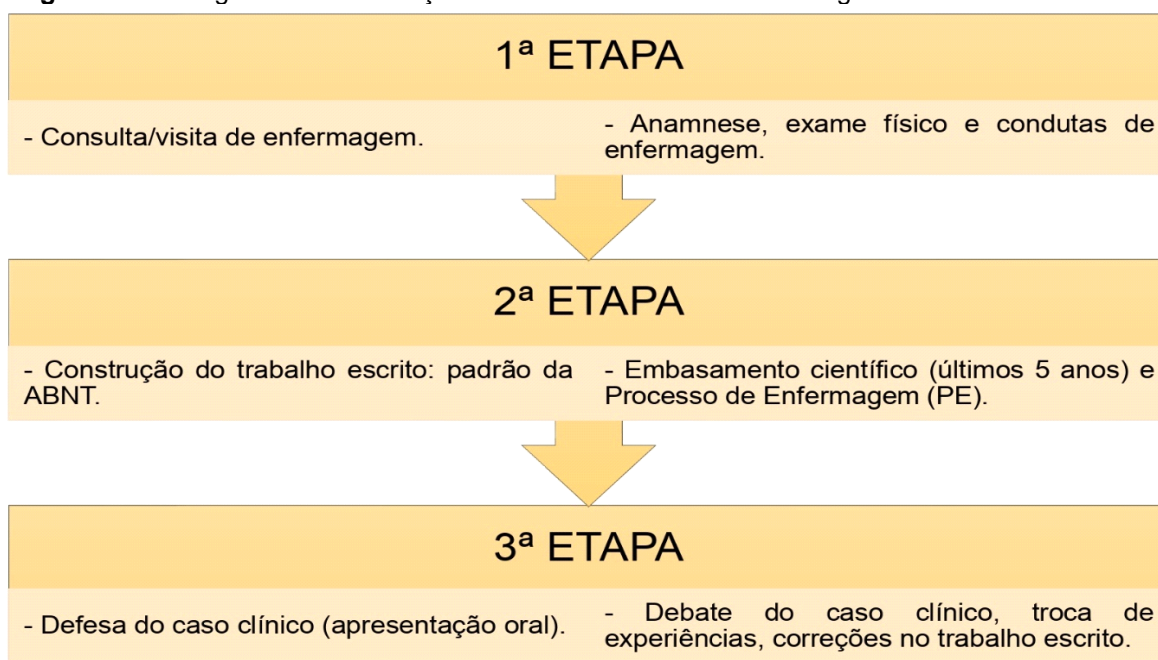 1ª ETAPA
- Consulta/visita de enfermagem.
- Anamnese, exame físico e condutas de
enfermagem.
2ª ETAPA
- Construção do trabalho escrito: padrão da
ABNT.
- Embasamento científico (últimos 5 anos) e
Processo de Enfermagem (PE).
3ª ETAPA
- Defesa do caso clínico (apresentação oral).
- Debate do caso clínico, troca de
experiências, correções no trabalho escrito.